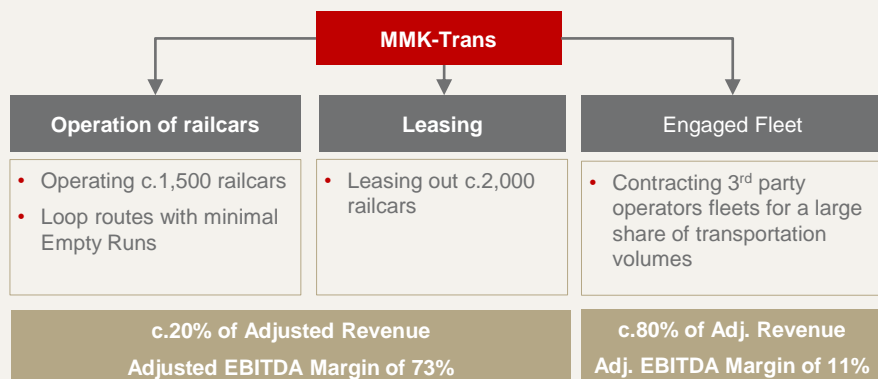 MMK-Trans
Operation of railcars
Leasing
Engaged Fleet
• Operating c.1,500 railcars
• Loop routes with minimal
Empty Runs
• Leasing out c.2,000
railcars
• Contracting 3rd party
operators fleets for a large
share of transportation
volumes
c.20% of Adjusted Revenue
Adjusted EBITDA Margin of 73%
c.80% of Adj. Revenue
Adj. EBITDA Margin of 11%